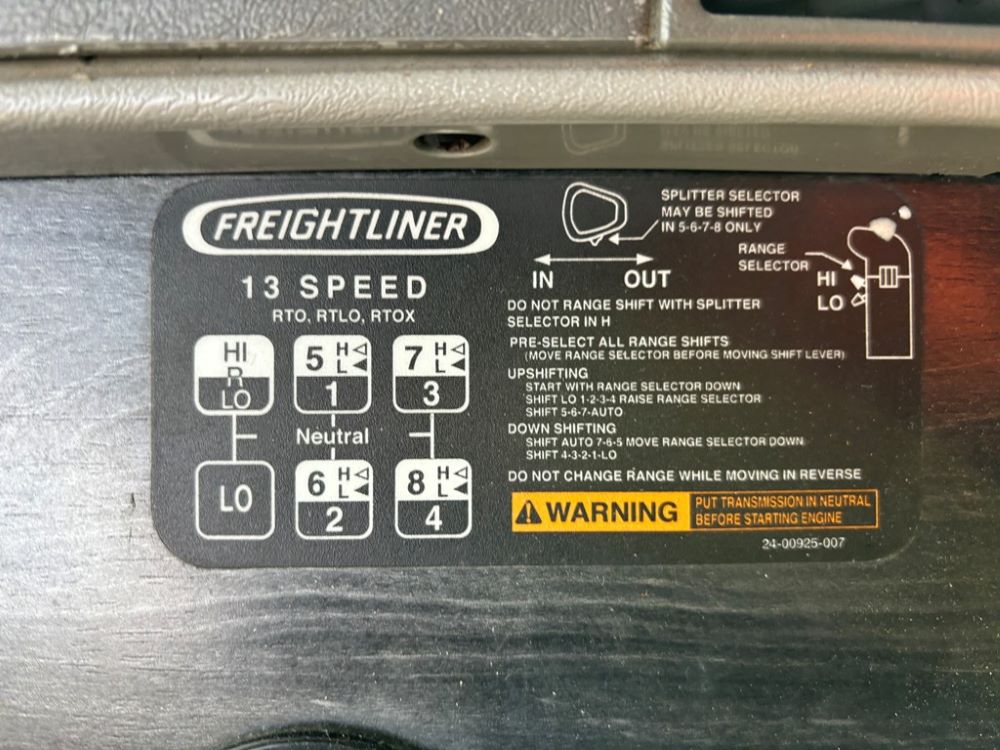 FREIGHTLINER
13 SPEED
RTO, RTLO, RTOX
HI
R
LO
5 H L
1
7 H L
3
Neutral
LO
6 H L
2
8 H L
4
SPLITTER SELECTOR
MAY BE SHIFTED
IN 5-6-7-8 ONLY
IN OUT
RANGE
SELECTOR
HI
LO
DO NOT RANGE SHIFT WITH SPLITTER
SELECTOR IN H
PRE-SELECT ALL RANGE SHIFTS
(MOVE RANGE SELECTOR BEFORE MOVING SHIFT LEVER)
UPSHIFTING
START WITH RANGE SELECTOR DOWN
SHIFT LO 1-2-3-4 RAISE RANGE SELECTOR
SHIFT 5-6-7-AUTO
DOWN SHIFTING
SHIFT AUTO 7-6-5 MOVE RANGE SELECTOR DOWN
SHIFT 4-3-2-1-LO
DO NOT CHANGE RANGE WHILE MOVING IN REVERSE
WARNING
PUT TRANSMISSION IN NEUTRAL
BEFORE STARTING ENGINE
24-00925-007